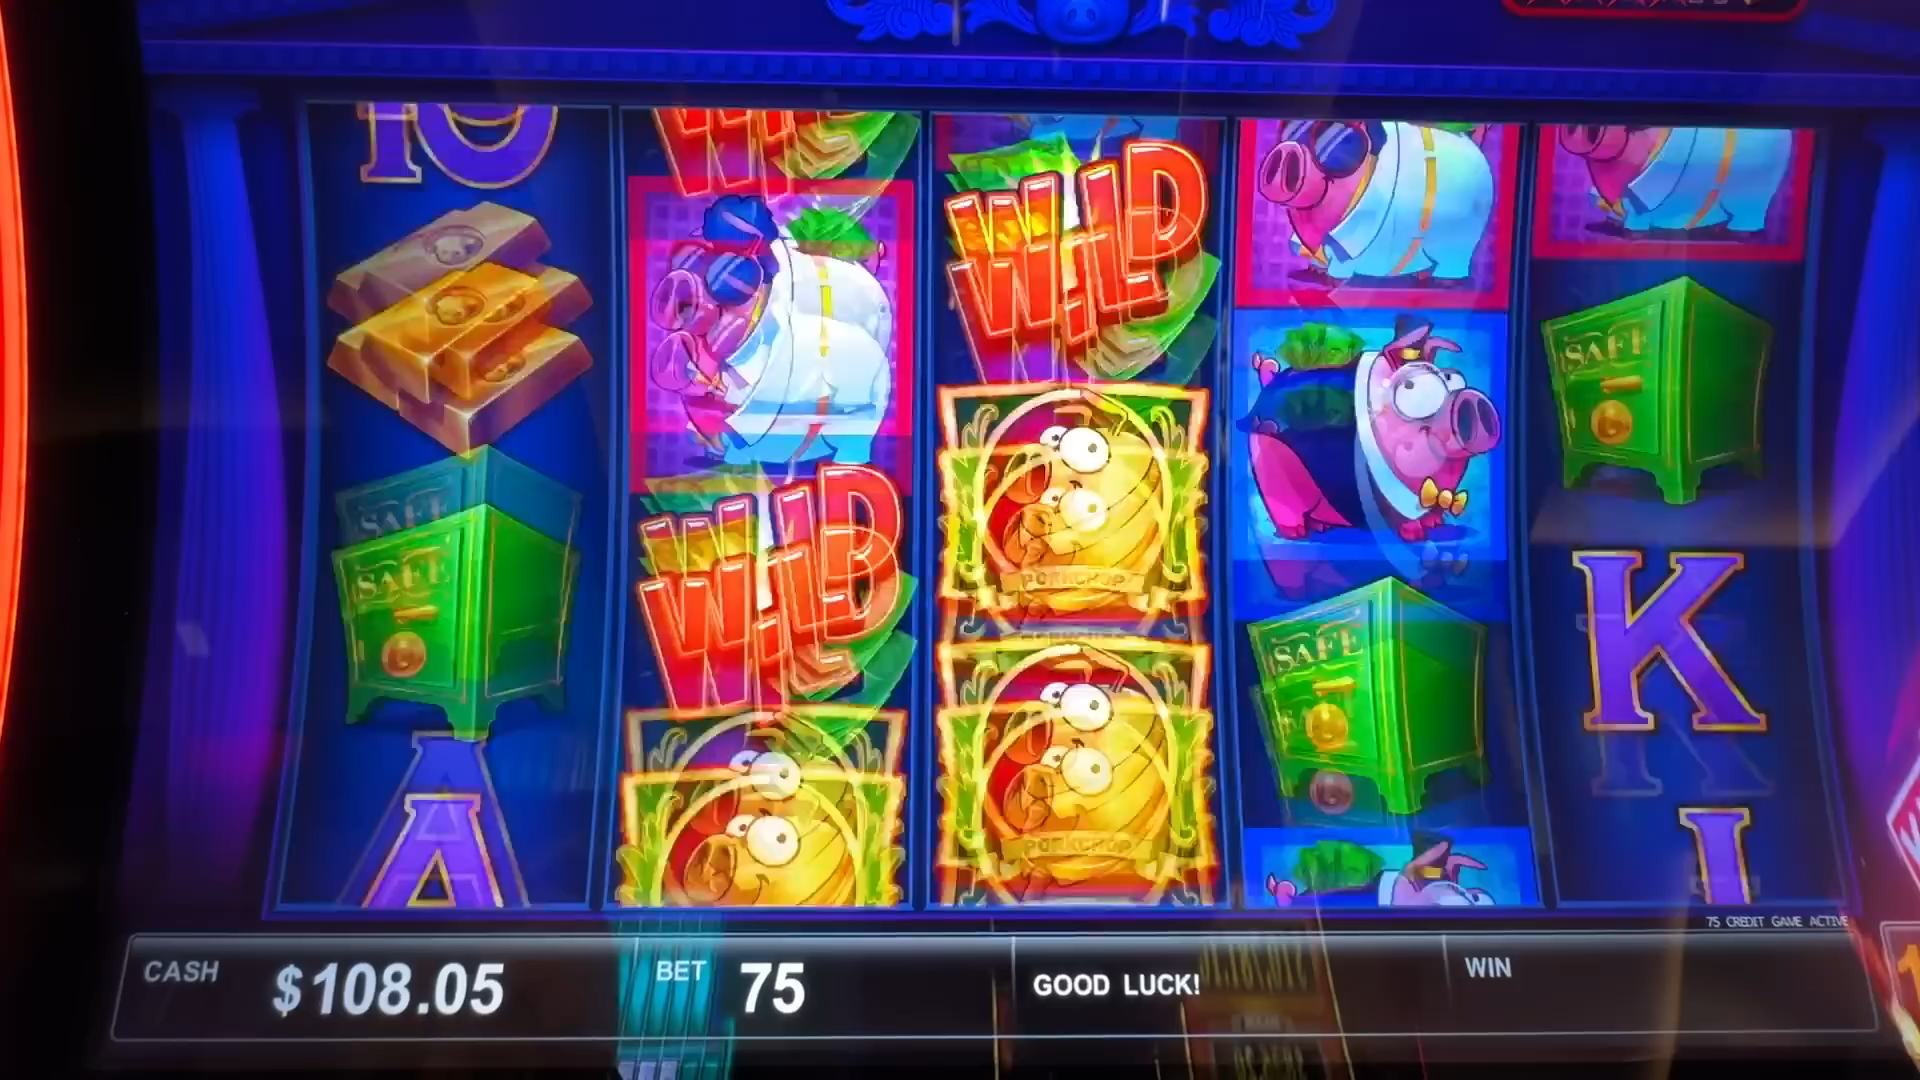 10
WILD
WILD
SAFE
WILD
SAFE
K
SAFE
PORKCHOP
A
PORKCHOP
J
75 CREDIT GAME ACTIVE
CASH $108.05
BET 75
GOOD LUCK!
WIN